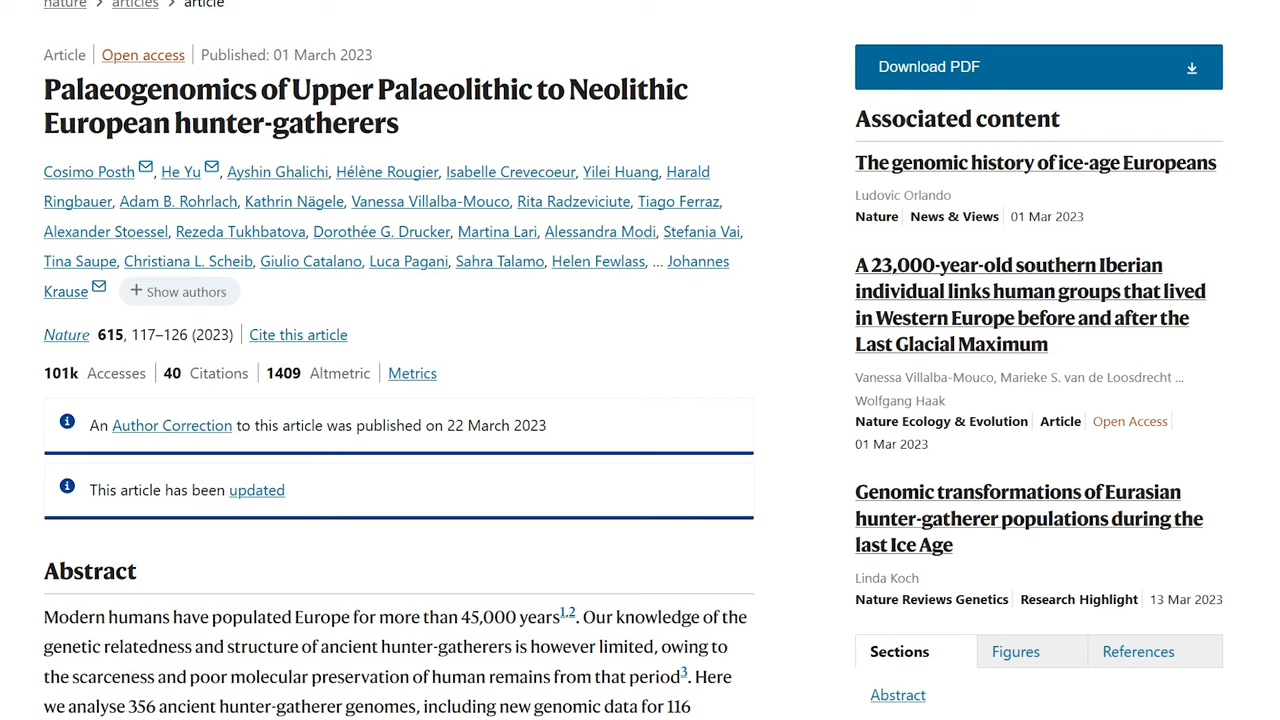 nature > articles > article
Article | Open access | Published: 01 March 2023
Palaeogenomics of Upper Palaeolithic to Neolithic
European hunter-gatherers
Cosimo Posth, He Yu, Ayshin Ghalichi, Hélène Rougier, Isabelle Crevecoeur, Yilei Huang, Harald
Ringbauer, Adam B. Rohrlach, Kathrin Nägele, Vanessa Villalba-Mouco, Rita Radzeviciute, Tiago Ferraz,
Alexander Stoessel, Rezeda Tukhbatova, Dorothée G. Drucker, Martina Lari, Alessandra Modi, Stefania Vai,
Tina Saupe, Christiana L. Scheib, Giulio Catalano, Luca Pagani, Sahra Talamo, Helen Fewlass, ... Johannes
Krause + Show authors
Nature 615, 117–126 (2023) | Cite this article
101k Accesses | 40 Citations | 1409 Altmetric | Metrics
An Author Correction to this article was published on 22 March 2023
This article has been updated
Abstract
Modern humans have populated Europe for more than 45,000 years1,2. Our knowledge of the
genetic relatedness and structure of ancient hunter-gatherers is however limited, owing to
the scarceness and poor molecular preservation of human remains from that period3. Here
we analyse 356 ancient hunter-gatherer genomes, including new genomic data for 116
Download PDF
Associated content
The genomic history of ice-age Europeans
Ludovic Orlando
Nature | News & Views | 01 Mar 2023
A 23,000-year-old southern Iberian
individual links human groups that lived
in Western Europe before and after the
Last Glacial Maximum
Vanessa Villalba-Mouco, Marieke S. van de Loosdrecht ...
Wolfgang Haak
Nature Ecology & Evolution | Article | Open Access
01 Mar 2023
Genomic transformations of Eurasian
hunter-gatherer populations during the
last Ice Age
Linda Koch
Nature Reviews Genetics | Research Highlight | 13 Mar 2023
Sections Figures References
Abstract